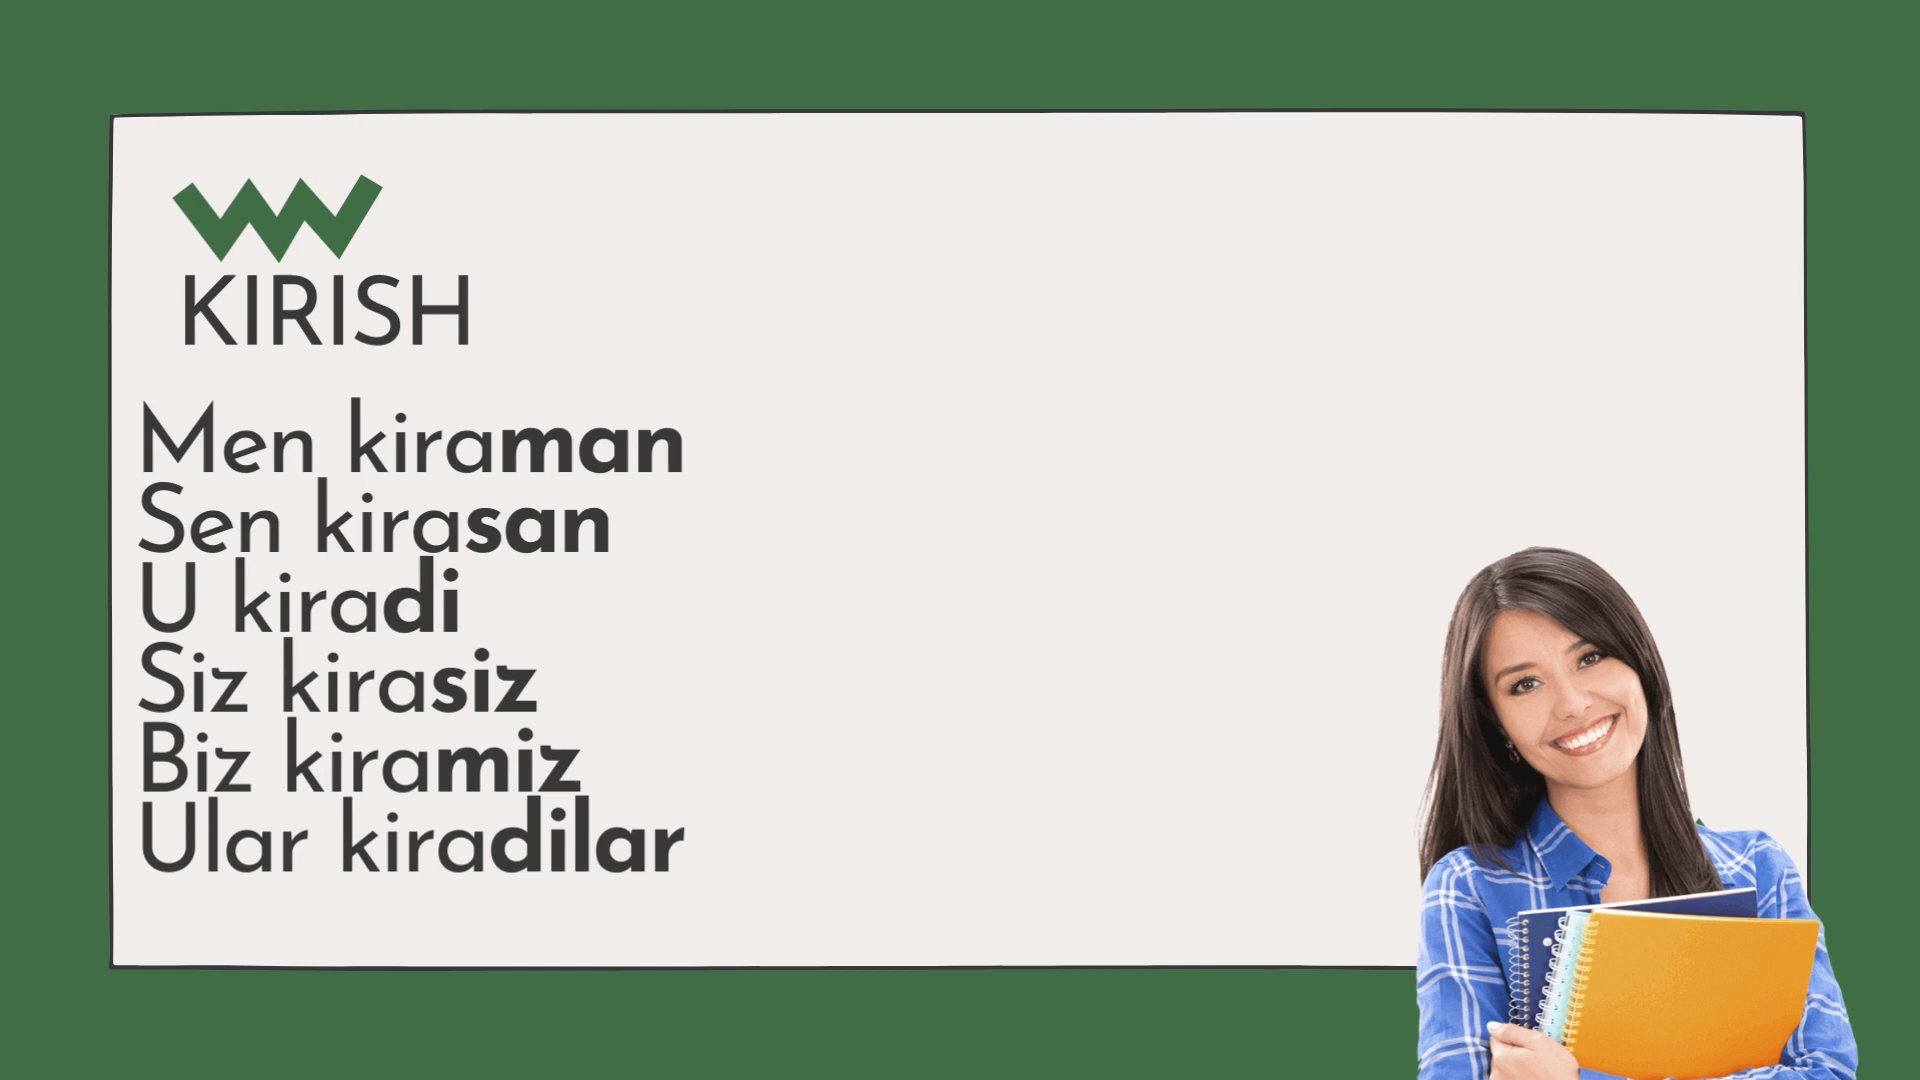 KIRISH
Men kiraman
Sen kirasan
U kiradi
Siz kirasiz
Biz kiramiz
Ular kiradilar